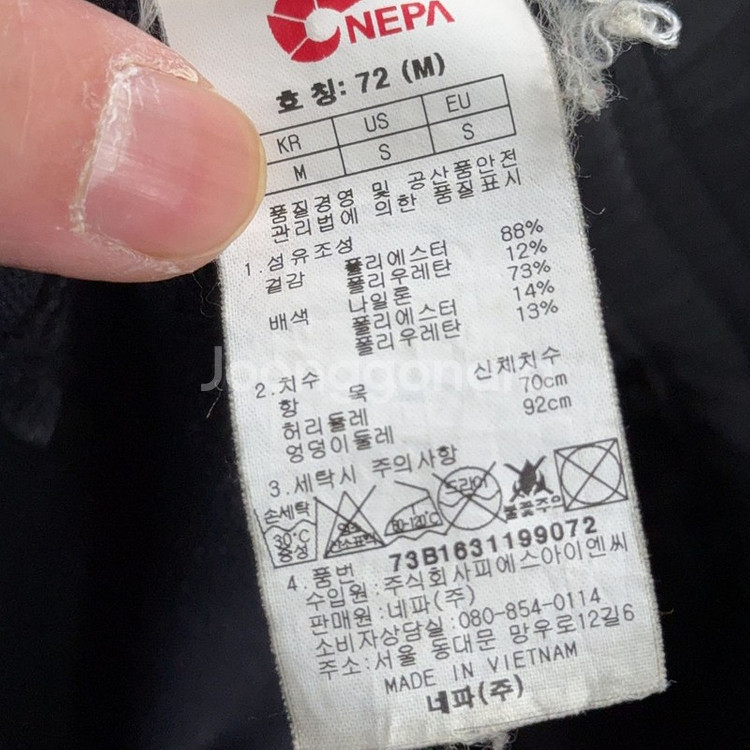 NEPA
호 칭: 72 (M)
KR US EU
M S S
품질경영 및 공산품안전
관리법에 의한 품질표시
1.섬유조성
겉감 폴리에스터 88%
폴리우레탄 12%
배색 나일론 73%
폴리에스터 14%
폴리우레탄 13%
2.치수
항 목 신체치수
허리둘레 70cm
엉덩이둘레 92cm
3.세탁시 주의사항
손세탁 30°C 중성
염소 산소표백
80-120°C
드라이
불꽃주의
4.품번 73B1631199072
수입원:주식회사피에스아이엔씨
판매원:네파(주)
소비자상담실:080-854-0114
주소:서울 동대문 망우로12길6
MADE IN VIETNAM
네파(주)
Joonggonara